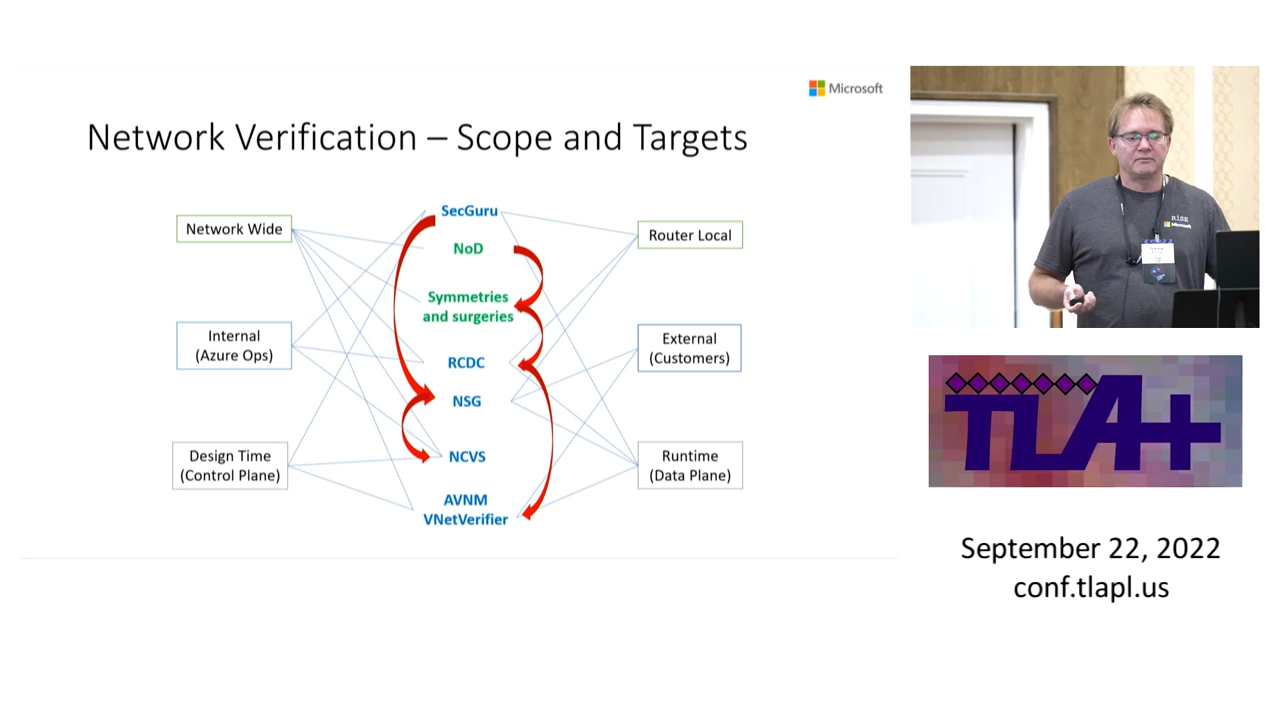 Microsoft
Network Verification – Scope and Targets
Network Wide
Internal
(Azure Ops)
Design Time
(Control Plane)
SecGuru
NoD
Symmetries
and surgeries
RCDC
NSG
NCVS
AVNM
VNetVerifier
Router Local
External
(Customers)
Runtime
(Data Plane)
RiSE
Microsoft
TLA+
September 22, 2022
conf.tlapl.us